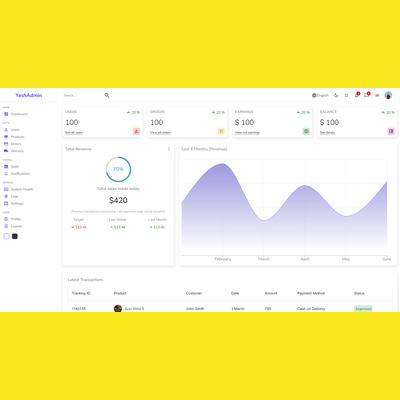 YashAdmin
Search...
English
MAIN
Dashboard
LISTS
Users
Products
Orders
Delivery
USEFUL
Stats
Notifications
SERVICE
System Health
Logs
Settings
USER
Profile
Logout
USERS 20 %
100
See all users
ORDERS 20 %
100
View all orders
EARNINGS 20 %
$ 100
View net earnings
BALANCE 20 %
$ 100
See details
Total Revenue
70%
Total sales made today
$420
Previous transactions processing. Last payments may not be included.
Target Last Week Last Month
$12.4k $12.4k $12.4k
Last 6 Months (Revenue)
February March April May June
Latest Transactions
Tracking ID Product Customer Date Amount Payment Method Status
Acer Nitro 5 John Smith 1 March 785 Cash on Delivery Approved